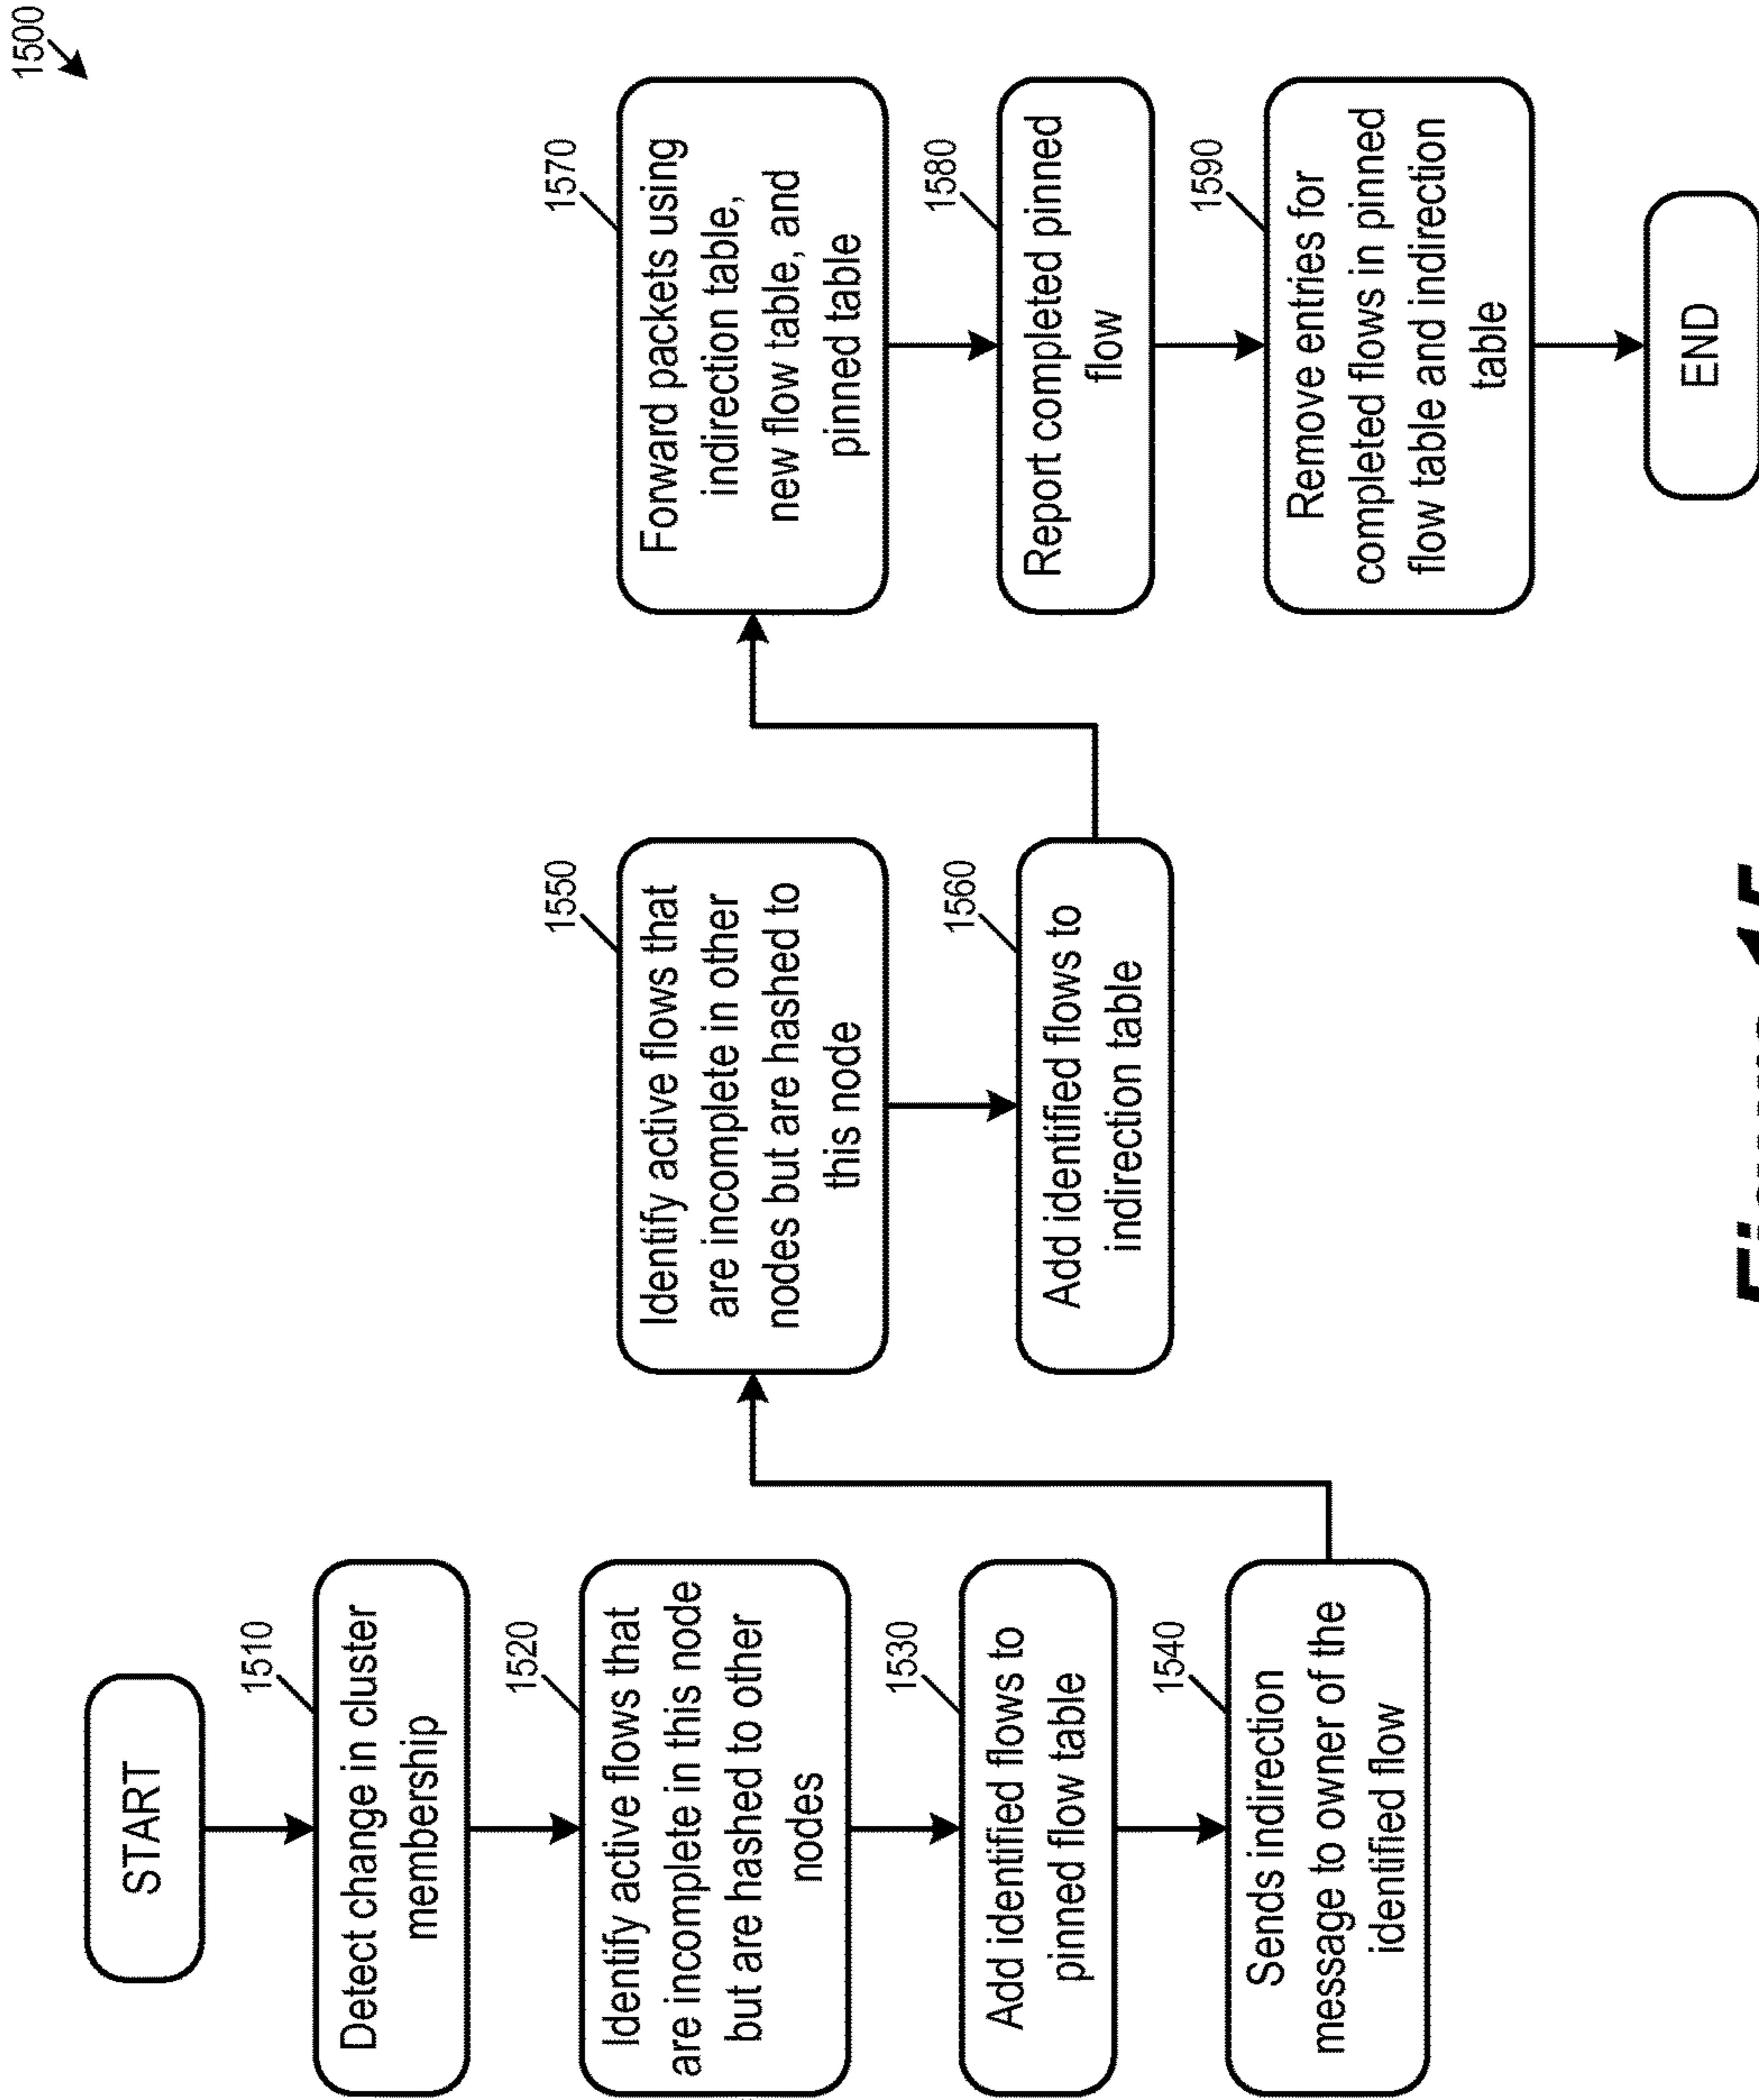 1500
START
1510
Detect change in cluster
membership
1520
Identify active flows that
are incomplete in this node
but are hashed to other
nodes
1530
Add identified flows to
pinned flow table
1540
Sends indirection
message to owner of the
identified flow
1550
Identify active flows that
are incomplete in other
nodes but are hashed to
this node
1560
Add identified flows to
indirection table
1570
Forward packets using
indirection table,
new flow table, and
pinned table
1580
Report completed pinned
flow
1590
Remove entries for
completed flows in pinned
flow table and indirection
table
END